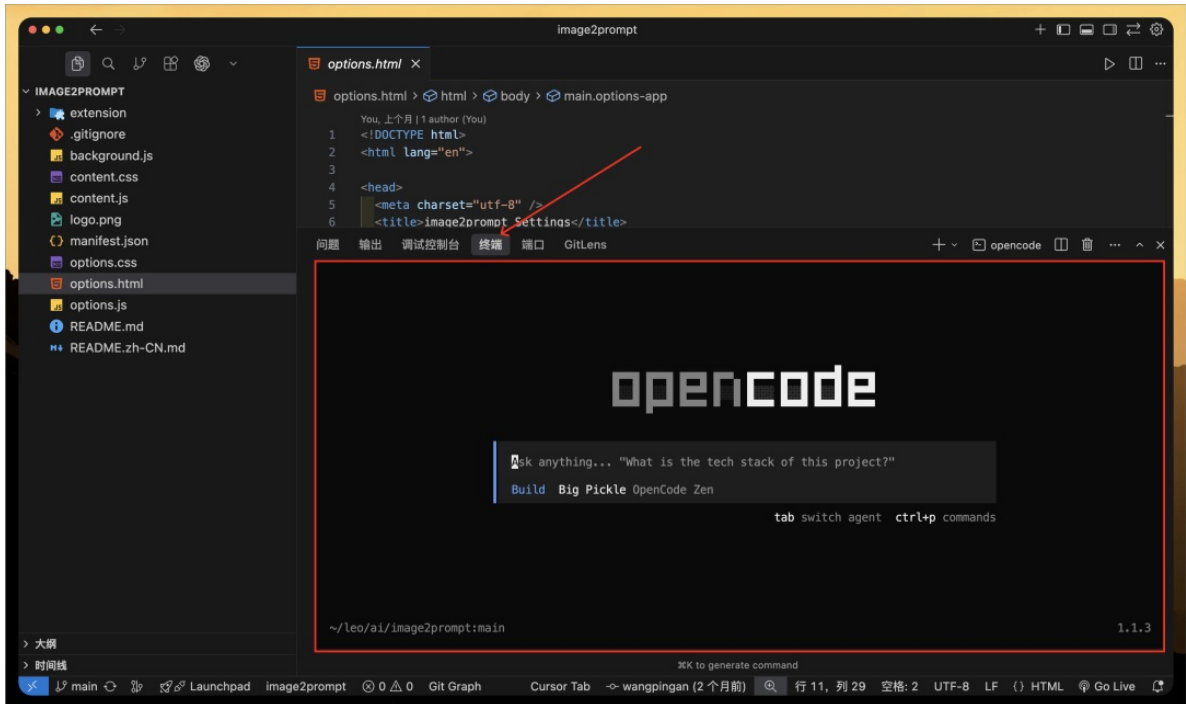 image2prompt
options.html
IMAGE2PROMPT
extension
.gitignore
background.js
content.css
content.js
logo.png
manifest.json
options.css
options.html
options.js
README.md
README.zh-CN.md
大纲
时间线
options.html > html > body > main.options-app
You, 上个月 | 1 author (You)
1 <!DOCTYPE html>
2 <html lang="en">
3
4 <head>
5 <meta charset="utf-8" />
6 <title>image2prompt Settings</title>
问题 输出 调试控制台 终端 端口 GitLens
opencode
opencode
Ask anything... "What is the tech stack of this project?"
Build Big Pickle OpenCode Zen
tab switch agent ctrl+p commands
~/leo/ai/image2prompt:main 1.1.3
⌘K to generate command
main Launchpad image2prompt 0 0 Git Graph Cursor Tab wangpingan (2 个月前) 行 11, 列 29 空格: 2 UTF-8 LF {} HTML Go Live